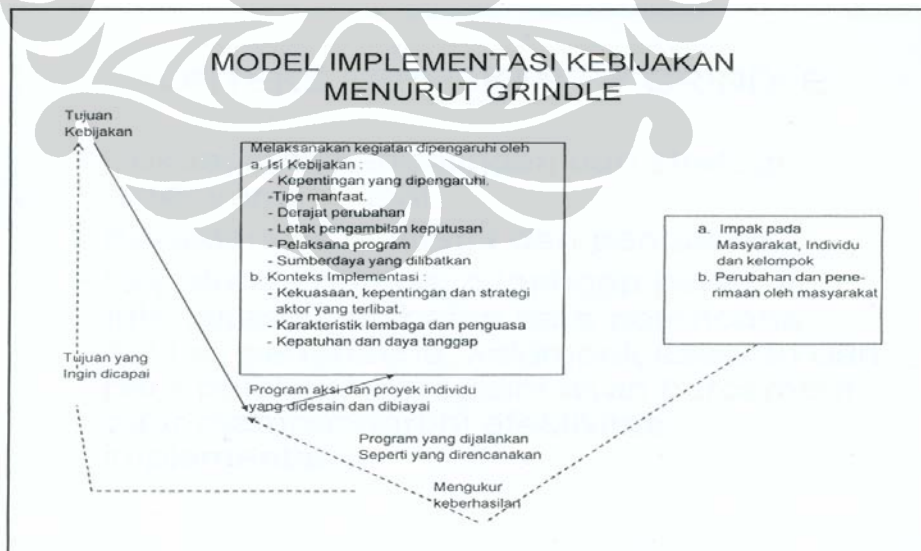 MODEL IMPLEMENTASI KEBIJAKAN
MENURUT GRINDLE
Tujuan
Kebijakan
Melaksanakan kegiatan dipengaruhi oleh
a. Isi Kebijakan :
- Kepentingan yang dipengaruhi.
-Tipe manfaat.
- Derajat perubahan
- Letak pengambilan keputusan
- Pelaksana program
- Sumberdaya yang dilibatkan
b. Konteks Implementasi :
- Kekuasaan, kepentingan dan strategi
aktor yang terlibat.
- Karakteristik lembaga dan penguasa
- Kepatuhan dan daya tanggap
a. Impak pada
Masyarakat, Individu
dan kelompok
b. Perubahan dan pene-
rimaan oleh masyarakat
Tujuan yang
Ingin dicapai
Program aksi dan proyek individu
yang didesain dan dibiayai
Program yang dijalankan
Seperti yang direncanakan
Mengukur
keberhasilan